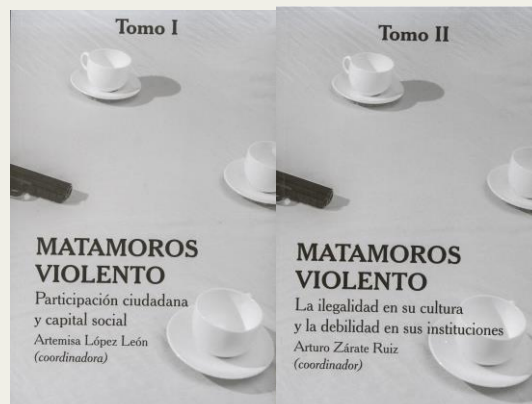 Tomo I
MATAMOROS
VIOLENTO
Participación ciudadana
y capital social
Artemisa López León
(coordinadora)
Tomo II
MATAMOROS
VIOLENTO
La ilegalidad en su cultura
y la debilidad en sus instituciones
Arturo Zárate Ruiz
(coordinador)